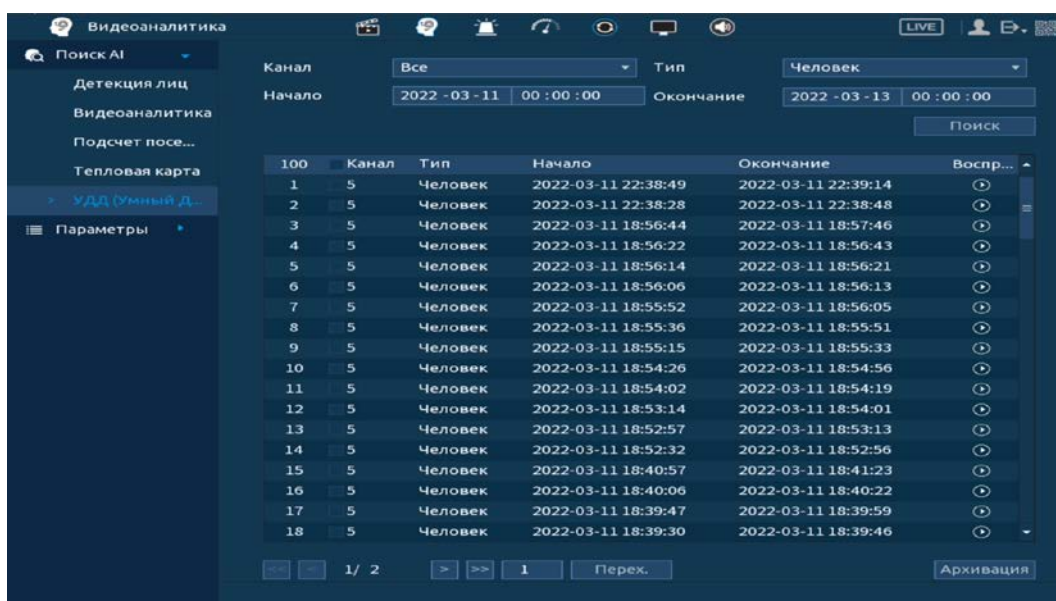 Видеоаналитика LIVE
Поиск AI
Детекция лиц
Видеоаналитика
Подсчет посе...
Тепловая карта
> УДД (Умный Д...
Параметры
Канал Все Тип Человек
Начало 2022 -03 -11 00 :00 :00 Окончание 2022 -03 -13 00 :00 :00
Поиск
100 Канал Тип Начало Окончание Воспр...
1 5 Человек 2022-03-11 22:38:49 2022-03-11 22:39:14
2 5 Человек 2022-03-11 22:38:28 2022-03-11 22:38:48
3 5 Человек 2022-03-11 18:56:44 2022-03-11 18:57:46
4 5 Человек 2022-03-11 18:56:22 2022-03-11 18:56:43
5 5 Человек 2022-03-11 18:56:14 2022-03-11 18:56:21
6 5 Человек 2022-03-11 18:56:06 2022-03-11 18:56:13
7 5 Человек 2022-03-11 18:55:52 2022-03-11 18:56:05
8 5 Человек 2022-03-11 18:55:36 2022-03-11 18:55:51
9 5 Человек 2022-03-11 18:55:15 2022-03-11 18:55:33
10 5 Человек 2022-03-11 18:54:26 2022-03-11 18:54:56
11 5 Человек 2022-03-11 18:54:02 2022-03-11 18:54:19
12 5 Человек 2022-03-11 18:53:14 2022-03-11 18:54:01
13 5 Человек 2022-03-11 18:52:57 2022-03-11 18:53:13
14 5 Человек 2022-03-11 18:52:32 2022-03-11 18:52:56
15 5 Человек 2022-03-11 18:40:57 2022-03-11 18:41:23
16 5 Человек 2022-03-11 18:40:06 2022-03-11 18:40:22
17 5 Человек 2022-03-11 18:39:47 2022-03-11 18:39:59
18 5 Человек 2022-03-11 18:39:30 2022-03-11 18:39:46
<< < 1/ 2 > >> 1 Перех. Архивация